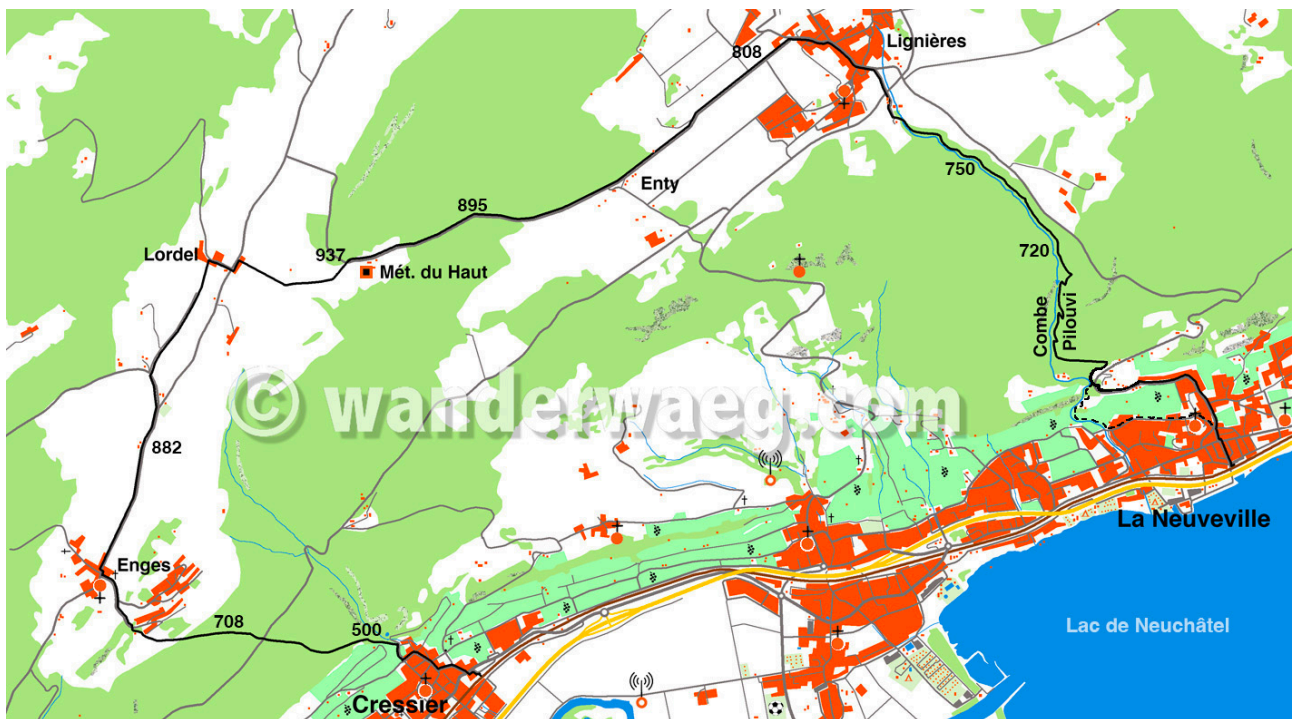 808
Lignières
750
Enty
895
720
Lordel
937
Mét. du Haut
Combe
Pilouvi
© wanderwaeg.com
882
La Neuveville
Enges
708
500
Lac de Neuchâtel
Cressier